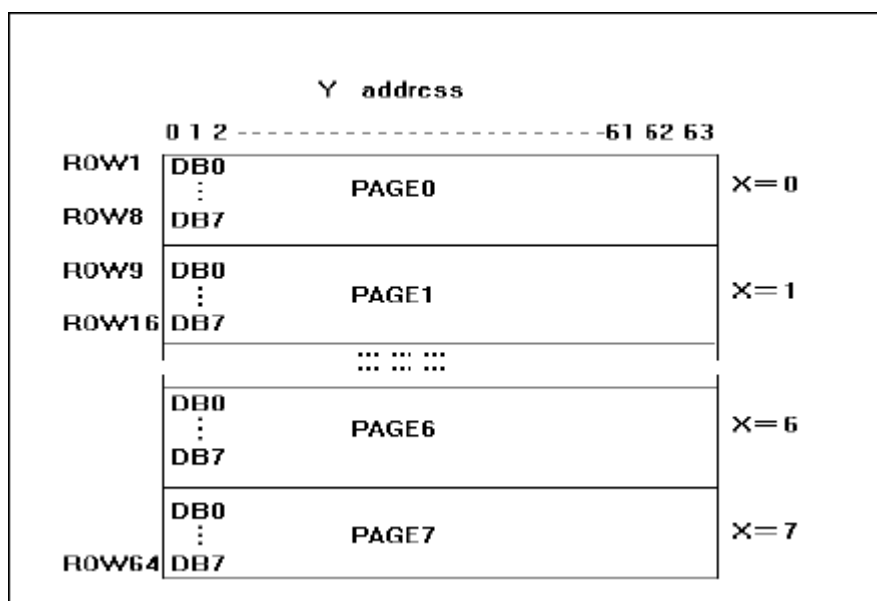 Y address
0 1 2 ------------------------ 61 62 63
ROW1 DB0
⋮ PAGE0 X=0
ROW8 DB7
ROW9 DB0
⋮ PAGE1 X=1
ROW16 DB7
⋮⋮⋮ ⋮⋮⋮ ⋮⋮⋮
DB0
⋮ PAGE6 X=6
DB7
DB0
⋮ PAGE7 X=7
ROW64 DB7